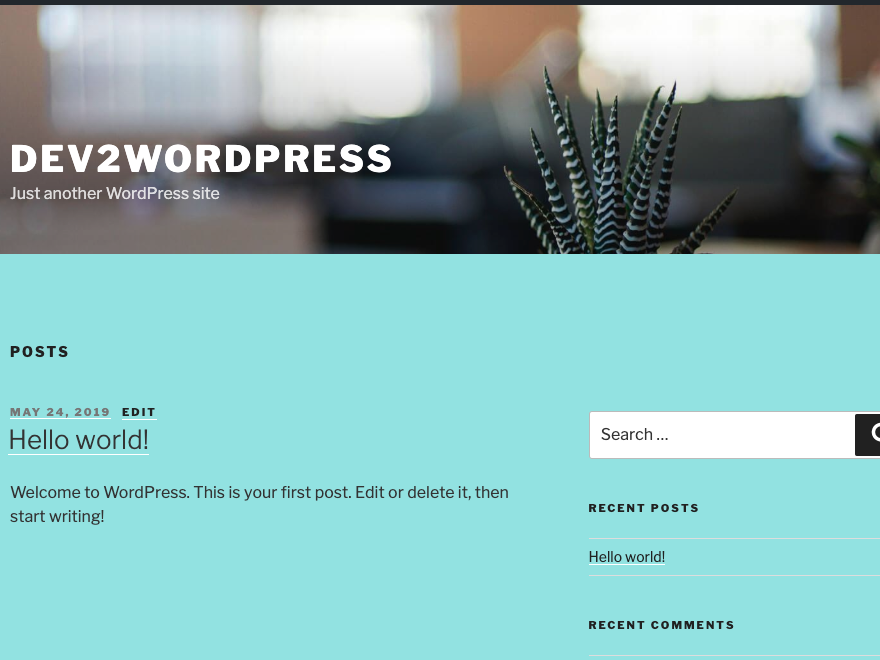 DEV2WORDPRESS
Just another WordPress site
POSTS
MAY 24, 2019 EDIT
Hello world!
Welcome to WordPress. This is your first post. Edit or delete it, then
start writing!
Search …
RECENT POSTS
Hello world!
RECENT COMMENTS